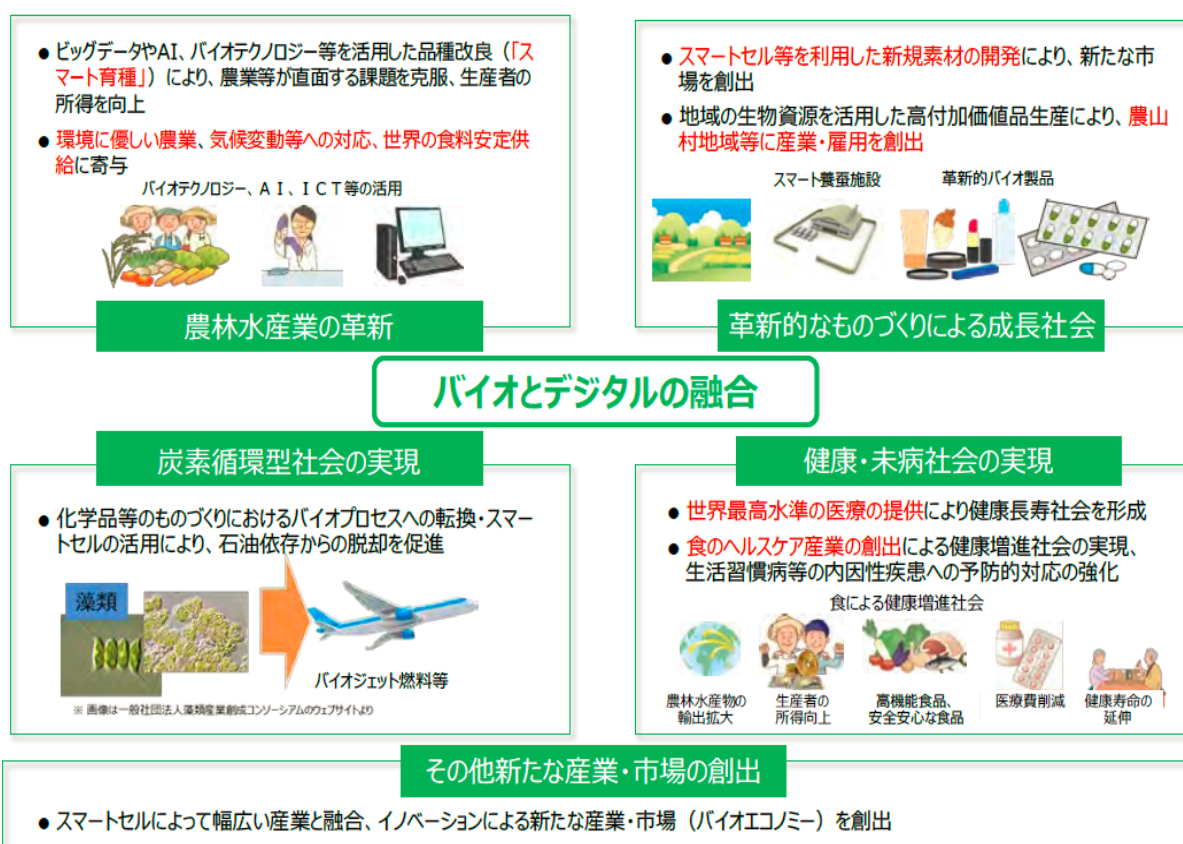 ● ビッグデータやAI、バイオテクノロジー等を活用した品種改良（「ス
マート育種」）により、農業等が直面する課題を克服、生産者の
所得を向上
● 環境に優しい農業、気候変動等への対応、世界の食料安定供
給に寄与
バイオテクノロジー、ＡＩ、ＩＣＴ等の活用
農林水産業の革新
● スマートセル等を利用した新規素材の開発により、新たな市
場を創出
● 地域の生物資源を活用した高付加価値品生産により、農山
村地域等に産業・雇用を創出
スマート養蚕施設
革新的バイオ製品
革新的なものづくりによる成長社会
バイオとデジタルの融合
炭素循環型社会の実現
● 化学品等のものづくりにおけるバイオプロセスへの転換・スマー
トセルの活用により、石油依存からの脱却を促進
藻類
バイオジェット燃料等
※ 画像は一般社団法人藻類産業創成コンソーシアムのウェブサイトより
健康・未病社会の実現
● 世界最高水準の医療の提供により健康長寿社会を形成
● 食のヘルスケア産業の創出による健康増進社会の実現、
生活習慣病等の内因性疾患への予防的対応の強化
食による健康増進社会
農林水産物の
輸出拡大
生産者の
所得向上
高機能食品、
安全安心な食品
医療費削減
健康寿命の
延伸
その他新たな産業・市場の創出
● スマートセルによって幅広い産業と融合、イノベーションによる新たな産業・市場（バイオエコノミー）を創出